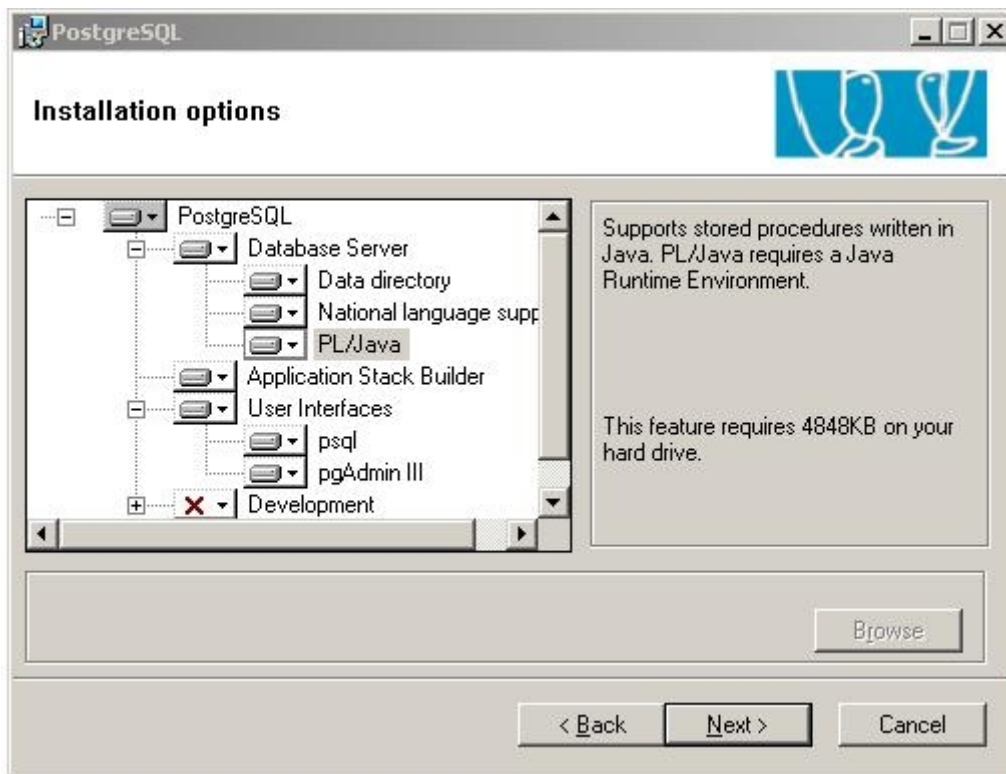 PostgreSQL
Installation options
PostgreSQL
Database Server
Data directory
National language supp
PL/Java
Application Stack Builder
User Interfaces
psql
pgAdmin III
Development
Supports stored procedures written in
Java. PL/Java requires a Java
Runtime Environment.
This feature requires 4848KB on your
hard drive.
Browse
< Back
Next >
Cancel